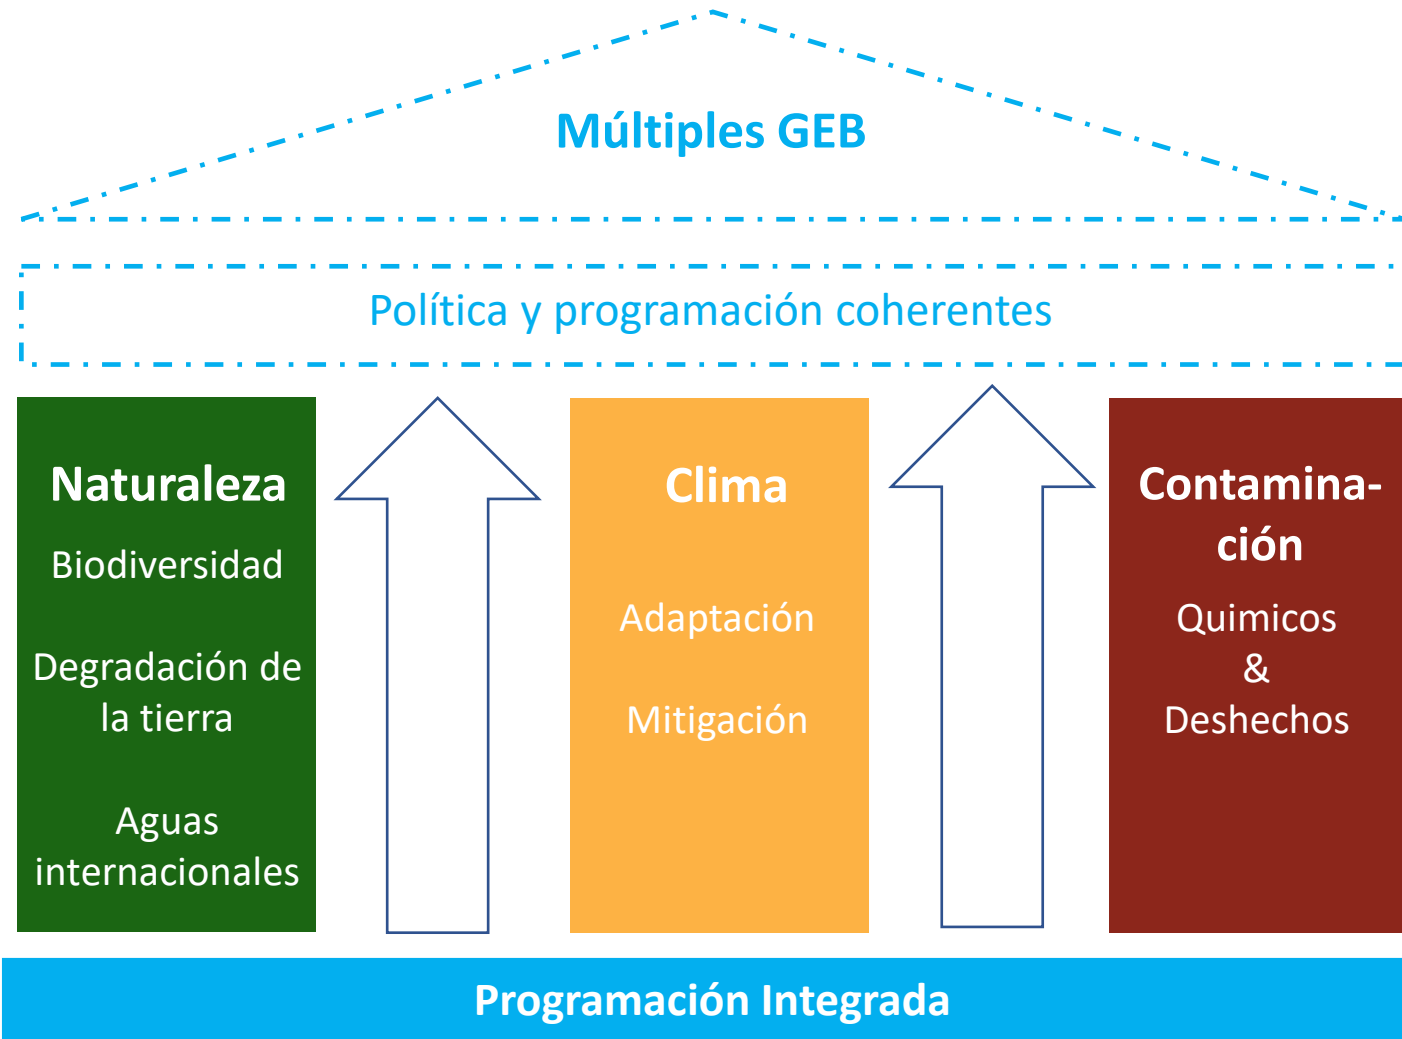 Múltiples GEB
Política y programación coherentes
Naturaleza
Biodiversidad
Degradación de
la tierra
Aguas
internacionales
Clima
Adaptación
Mitigación
Contamina-
ción
Quimicos
&
Deshechos
Programación Integrada